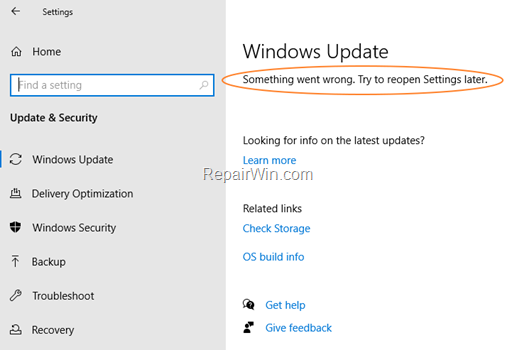 Settings
Home
Find a setting
Update & Security
Windows Update
Delivery Optimization
Windows Security
Backup
Troubleshoot
Recovery
Windows Update
Something went wrong. Try to reopen Settings later.
Looking for info on the latest updates?
Learn more
RepairWin.com
Related links
Check Storage
OS build info
Get help
Give feedback